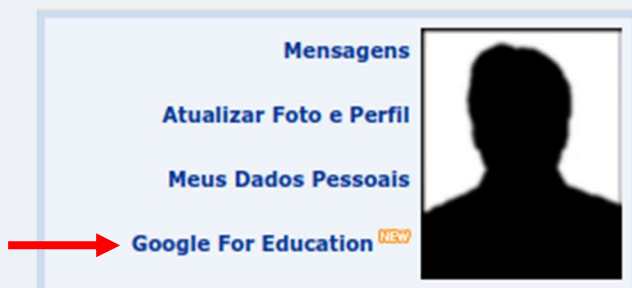 Mensagens
Atualizar Foto e Perfil
Meus Dados Pessoais
Google For Education NEW